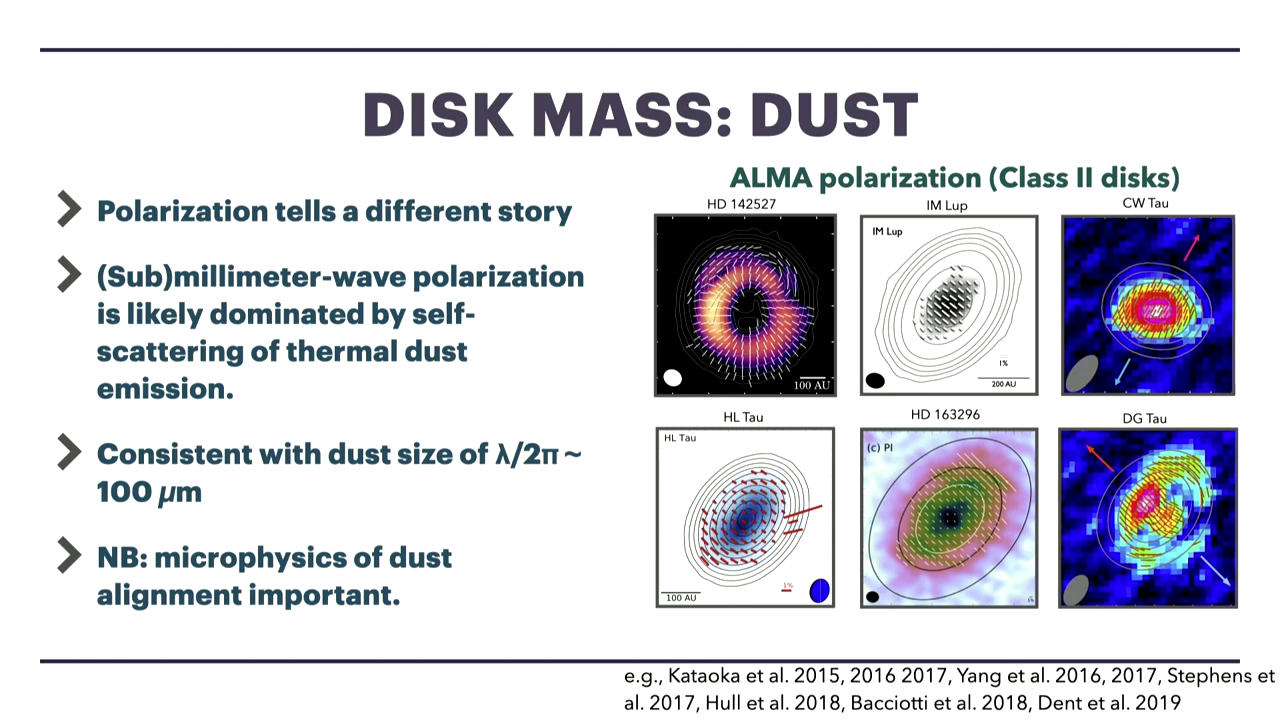 DISK MASS: DUST
Polarization tells a different story
(Sub)millimeter-wave polarization
is likely dominated by self-
scattering of thermal dust
emission.
Consistent with dust size of λ/2π ~
100 μm
NB: microphysics of dust
alignment important.
ALMA polarization (Class II disks)
HD 142527
100 AU
IM Lup
IM Lup
1%
200 AU
CW Tau
HL Tau
HL Tau
1%
100 AU
HD 163296
(c) PI
DG Tau
e.g., Kataoka et al. 2015, 2016 2017, Yang et al. 2016, 2017, Stephens et
al. 2017, Hull et al. 2018, Bacciotti et al. 2018, Dent et al. 2019